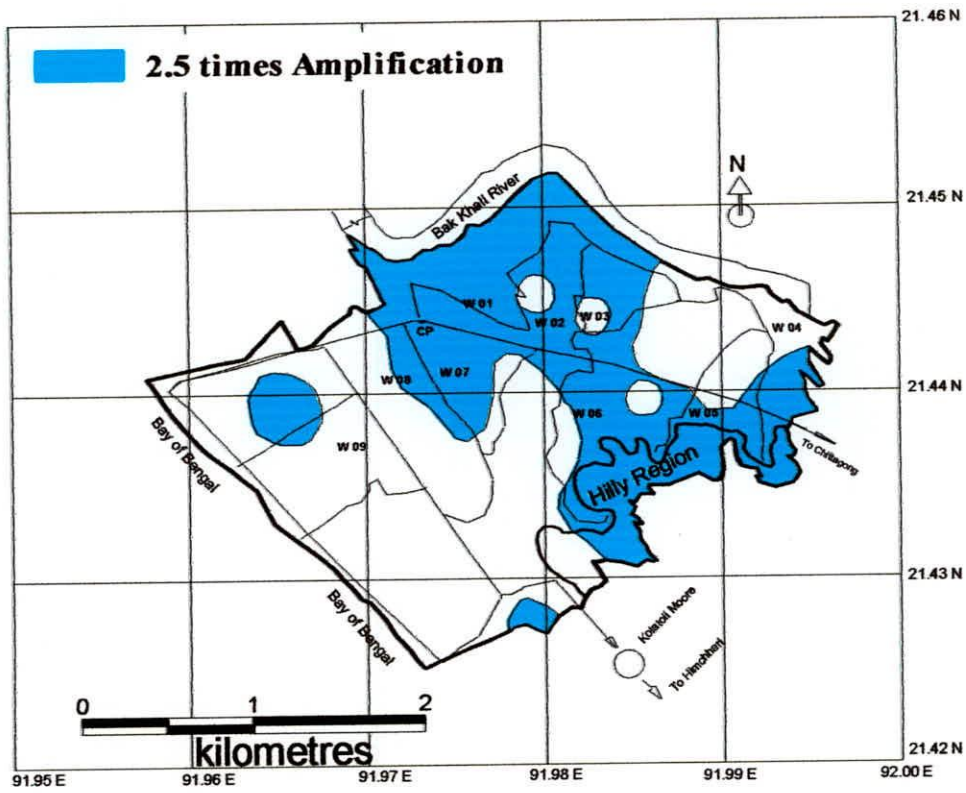 21.46 N
2.5 times Amplification
N
Bak Khali River
21.45 N
W 01
W 02
W 03
W 04
CP
W 07
W 08
21.44 N
W 06
W 05
To Chittagong
Bay of Bengal
W 09
Hilly Region
21.43 N
Bay of Bengal
Kolatoli Moore
To Himchhari
0 1 2
kilometres
21.42 N
91.95 E 91.96 E 91.97 E 91.98 E 91.99 E 92.00 E